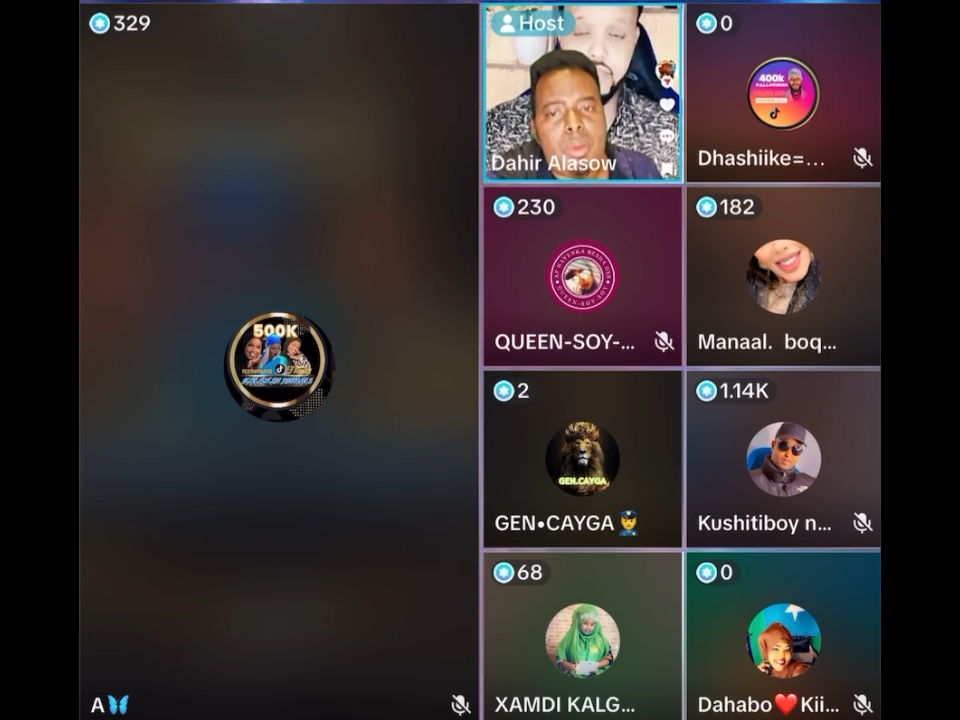 329
500K
A🦋
Host
Dahir Alasow
0
400k
Dhashiike=...
230
QUEEN-SOY-...
182
Manaal. boq...
2
GEN.CAYGA
GEN•CAYGA👮
1.14K
Kushitiboy n...
68
XAMDI KALG...
0
Dahabo❤️Kii...